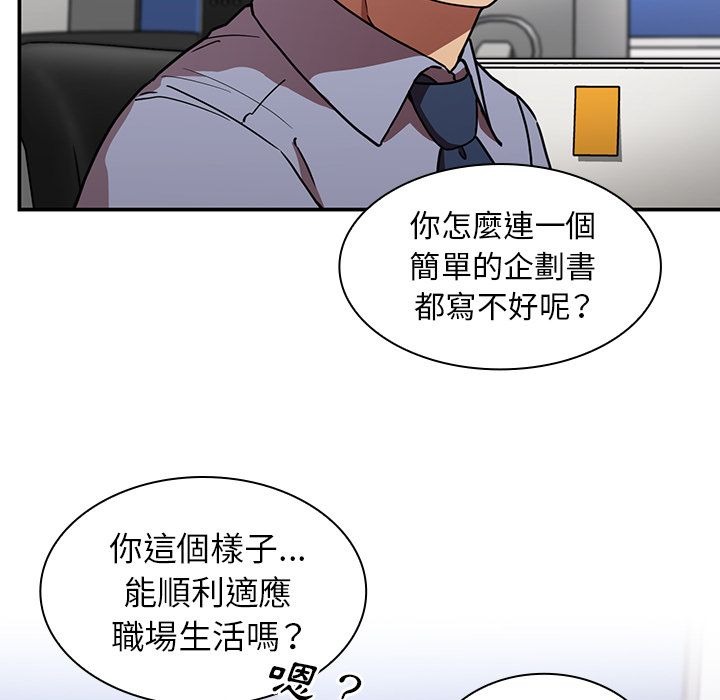 你怎麼連一個
簡單的企劃書
都寫不好呢？
你這個樣子...
能順利適應
職場生活嗎？
嗯？